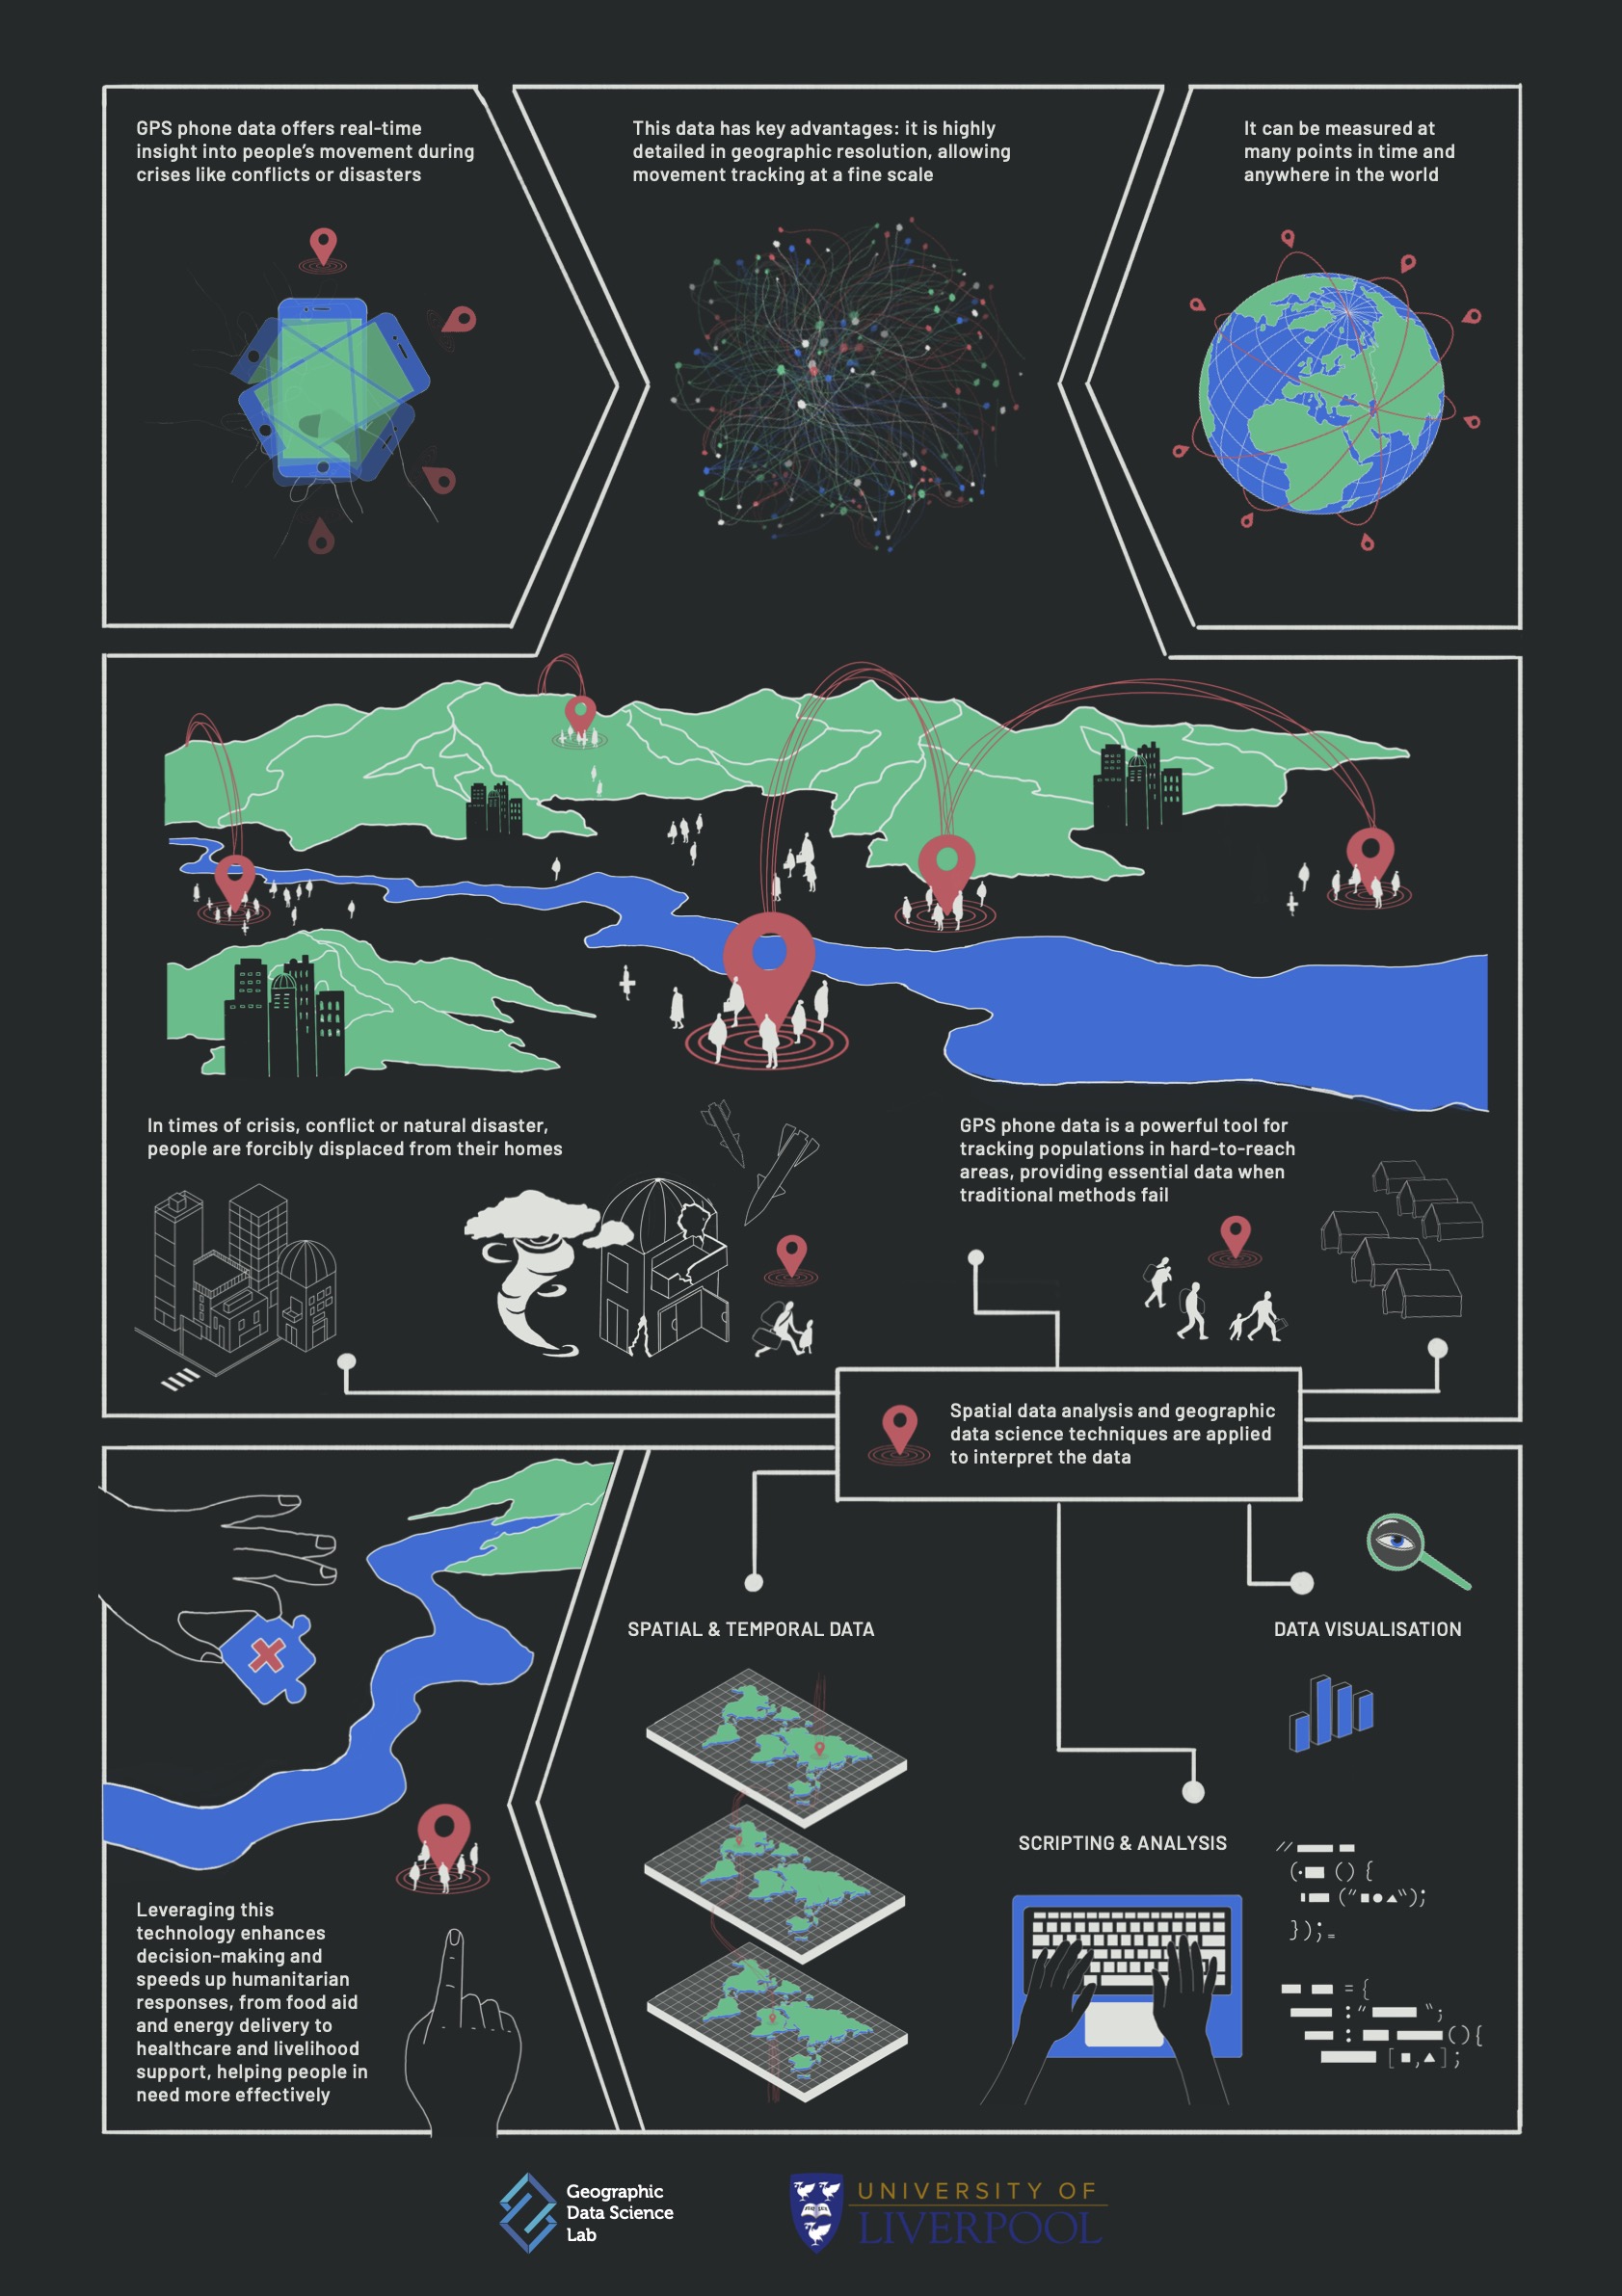 GPS phone data offers real-time
insight into people's movement during
crises like conflicts or disasters
This data has key advantages: it is highly
detailed in geographic resolution, allowing
movement tracking at a fine scale
It can be measured at
many points in time and
anywhere in the world
In times of crisis, conflict or natural disaster,
people are forcibly displaced from their homes
GPS phone data is a powerful tool for
tracking populations in hard-to-reach
areas, providing essential data when
traditional methods fail
Spatial data analysis and geographic
data science techniques are applied
to interpret the data
SPATIAL & TEMPORAL DATA
DATA VISUALISATION
SCRIPTING & ANALYSIS
Leveraging this
technology enhances
decision-making and
speeds up humanitarian
responses, from food aid
and energy delivery to
healthcare and livelihood
support, helping people in
need more effectively
Geographic
Data Science
Lab
UNIVERSITY OF
LIVERPOOL